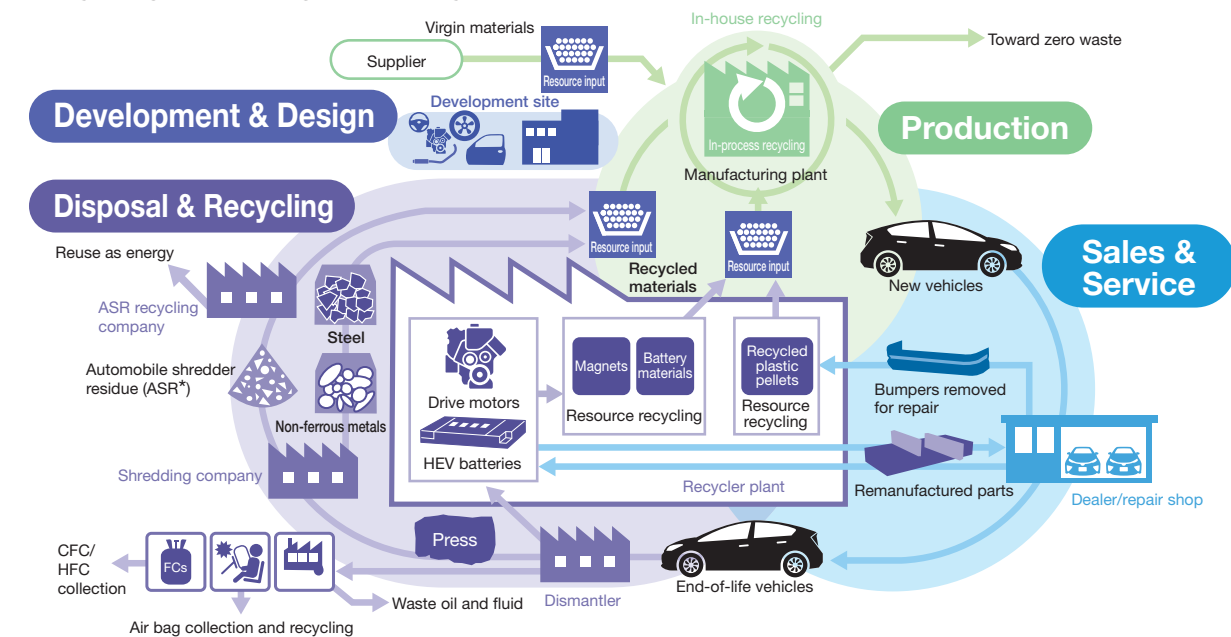 In-house recycling
Virgin materials
Supplier
Resource input
Toward zero waste
Development & Design
Development site
In-process recycling
Production
Manufacturing plant
Disposal & Recycling
Resource input
Resource input
Recycled
materials
Reuse as energy
ASR recycling
company
Steel
New vehicles
Sales &
Service
Automobile shredder
residue (ASR*)
Non-ferrous metals
Drive motors
HEV batteries
Magnets
Battery
materials
Resource recycling
Recycled
plastic
pellets
Resource
recycling
Bumpers removed
for repair
Shredding company
Recycler plant
Remanufactured parts
Dealer/repair shop
Press
CFC/
HFC
collection
FCs
Waste oil and fluid
Dismantler
End-of-life vehicles
Air bag collection and recycling